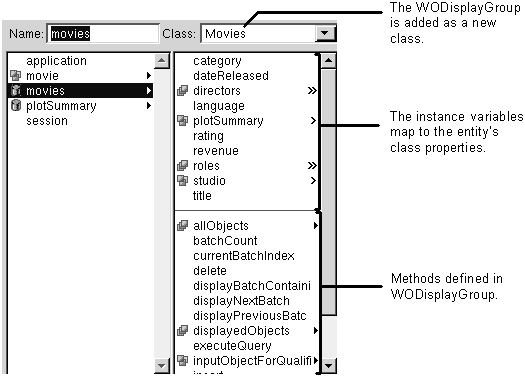 The WODisplayGroup
is added as a new
class.
Name: movies Class: Movies
application
movie
movies
plotSummary
session
category
dateReleased
directors
language
plotSummary
rating
revenue
roles
studio
title
The instance variables
map to the entity's
class properties.
allObjects
batchCount
currentBatchIndex
delete
displayBatchContaini
displayNextBatch
displayPreviousBatc
displayedObjects
executeQuery
inputObjectForQualifi
insert
Methods defined in
WODisplayGroup.